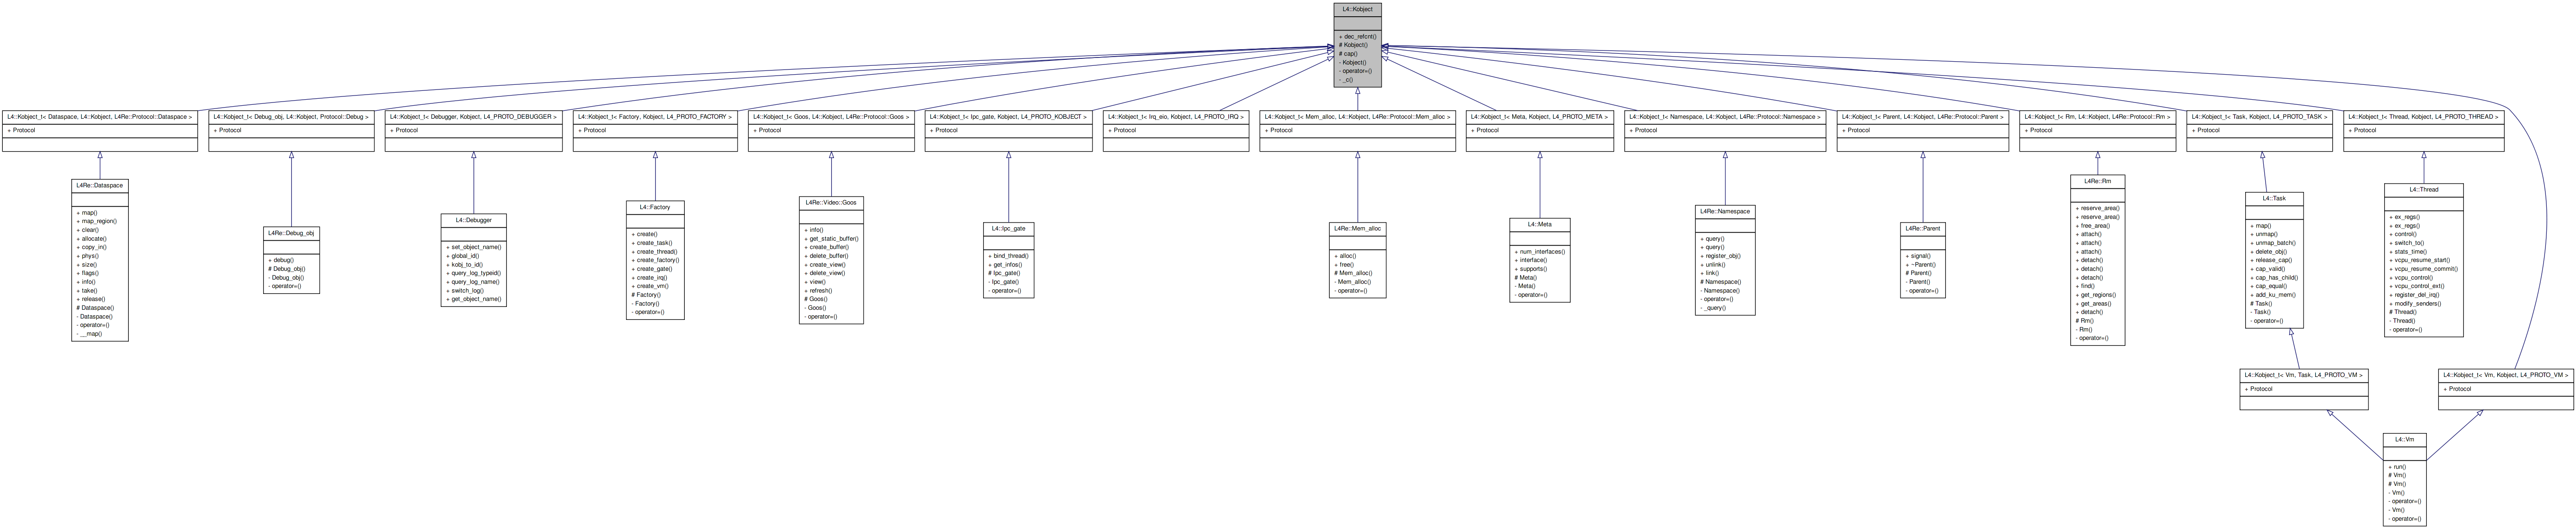 L4::Kobject
+ dec_refcnt()
# Kobject()
# cap()
- Kobject()
- operator=()
- _c()
L4::Kobject_t< Dataspace, L4::Kobject, L4Re::Protocol::Dataspace >
+ Protocol
L4::Kobject_t< Debug_obj, L4::Kobject, Protocol::Debug >
+ Protocol
L4::Kobject_t< Debugger, Kobject, L4_PROTO_DEBUGGER >
+ Protocol
L4::Kobject_t< Factory, Kobject, L4_PROTO_FACTORY >
+ Protocol
L4::Kobject_t< Goos, L4::Kobject, L4Re::Protocol::Goos >
+ Protocol
L4::Kobject_t< Ipc_gate, Kobject, L4_PROTO_KOBJECT >
+ Protocol
L4::Kobject_t< Irq_eio, Kobject, L4_PROTO_IRQ >
+ Protocol
L4::Kobject_t< Mem_alloc, L4::Kobject, L4Re::Protocol::Mem_alloc >
+ Protocol
L4::Kobject_t< Meta, Kobject, L4_PROTO_META >
+ Protocol
L4::Kobject_t< Namespace, L4::Kobject, L4Re::Protocol::Namespace >
+ Protocol
L4::Kobject_t< Parent, L4::Kobject, L4Re::Protocol::Parent >
+ Protocol
L4::Kobject_t< Rm, L4::Kobject, L4Re::Protocol::Rm >
+ Protocol
L4::Kobject_t< Task, Kobject, L4_PROTO_TASK >
+ Protocol
L4::Kobject_t< Thread, Kobject, L4_PROTO_THREAD >
+ Protocol
L4Re::Dataspace
+ map()
+ map_region()
+ clear()
+ allocate()
+ copy_in()
+ phys()
+ size()
+ flags()
+ info()
+ take()
+ release()
# Dataspace()
- Dataspace()
- operator=()
- __map()
L4Re::Debug_obj
+ debug()
# Debug_obj()
- Debug_obj()
- operator=()
L4::Debugger
+ set_object_name()
+ global_id()
+ kobj_to_id()
+ query_log_typeid()
+ query_log_name()
+ switch_log()
+ get_object_name()
L4::Factory
+ create()
+ create_task()
+ create_thread()
+ create_factory()
+ create_gate()
+ create_irq()
+ create_vm()
# Factory()
- Factory()
- operator=()
L4Re::Video::Goos
+ info()
+ get_static_buffer()
+ create_buffer()
+ delete_buffer()
+ create_view()
+ delete_view()
+ view()
+ refresh()
# Goos()
- Goos()
- operator=()
L4::Ipc_gate
+ bind_thread()
+ get_infos()
# Ipc_gate()
- Ipc_gate()
- operator=()
L4Re::Mem_alloc
+ alloc()
+ free()
# Mem_alloc()
- Mem_alloc()
- operator=()
L4::Meta
+ num_interfaces()
+ interface()
+ supports()
# Meta()
- Meta()
- operator=()
L4Re::Namespace
+ query()
+ query()
+ register_obj()
+ unlink()
+ link()
# Namespace()
- Namespace()
- operator=()
- _query()
L4Re::Parent
+ signal()
+ ~Parent()
# Parent()
- Parent()
- operator=()
L4Re::Rm
+ reserve_area()
+ reserve_area()
+ free_area()
+ attach()
+ attach()
+ attach()
+ detach()
+ detach()
+ detach()
+ find()
+ get_regions()
+ get_areas()
+ detach()
# Rm()
- Rm()
- operator=()
L4::Task
+ map()
+ unmap()
+ unmap_batch()
+ delete_obj()
+ release_cap()
+ cap_valid()
+ cap_has_child()
+ cap_equal()
+ add_ku_mem()
# Task()
- Task()
- operator=()
L4::Thread
+ ex_regs()
+ ex_regs()
+ control()
+ switch_to()
+ stats_time()
+ vcpu_resume_start()
+ vcpu_resume_commit()
+ vcpu_control()
+ vcpu_control_ext()
+ register_del_irq()
+ modify_senders()
# Thread()
- Thread()
- operator=()
L4::Kobject_t< Vm, Task, L4_PROTO_VM >
+ Protocol
L4::Kobject_t< Vm, Kobject, L4_PROTO_VM >
+ Protocol
L4::Vm
+ run()
# Vm()
# Vm()
- Vm()
- operator=()
- Vm()
- operator=()